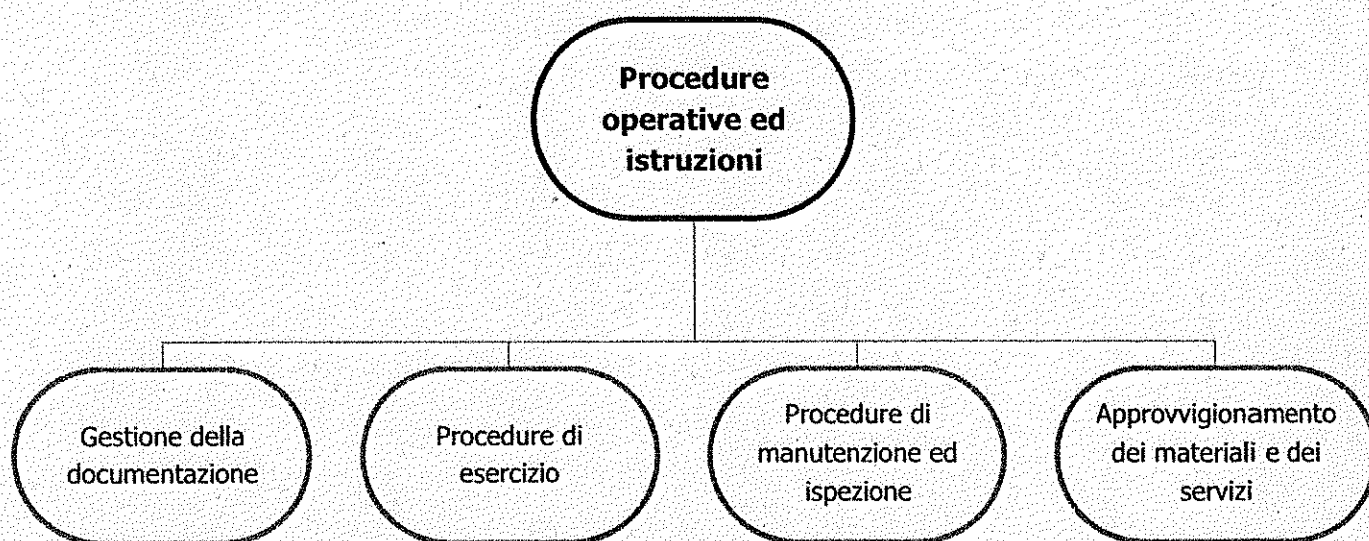 Procedure
operative ed
istruzioni
Gestione della
documentazione
Procedure di
esercizio
Procedure di
manutenzione ed
ispezione
Approvvigionamento
dei materiali e dei
servizi